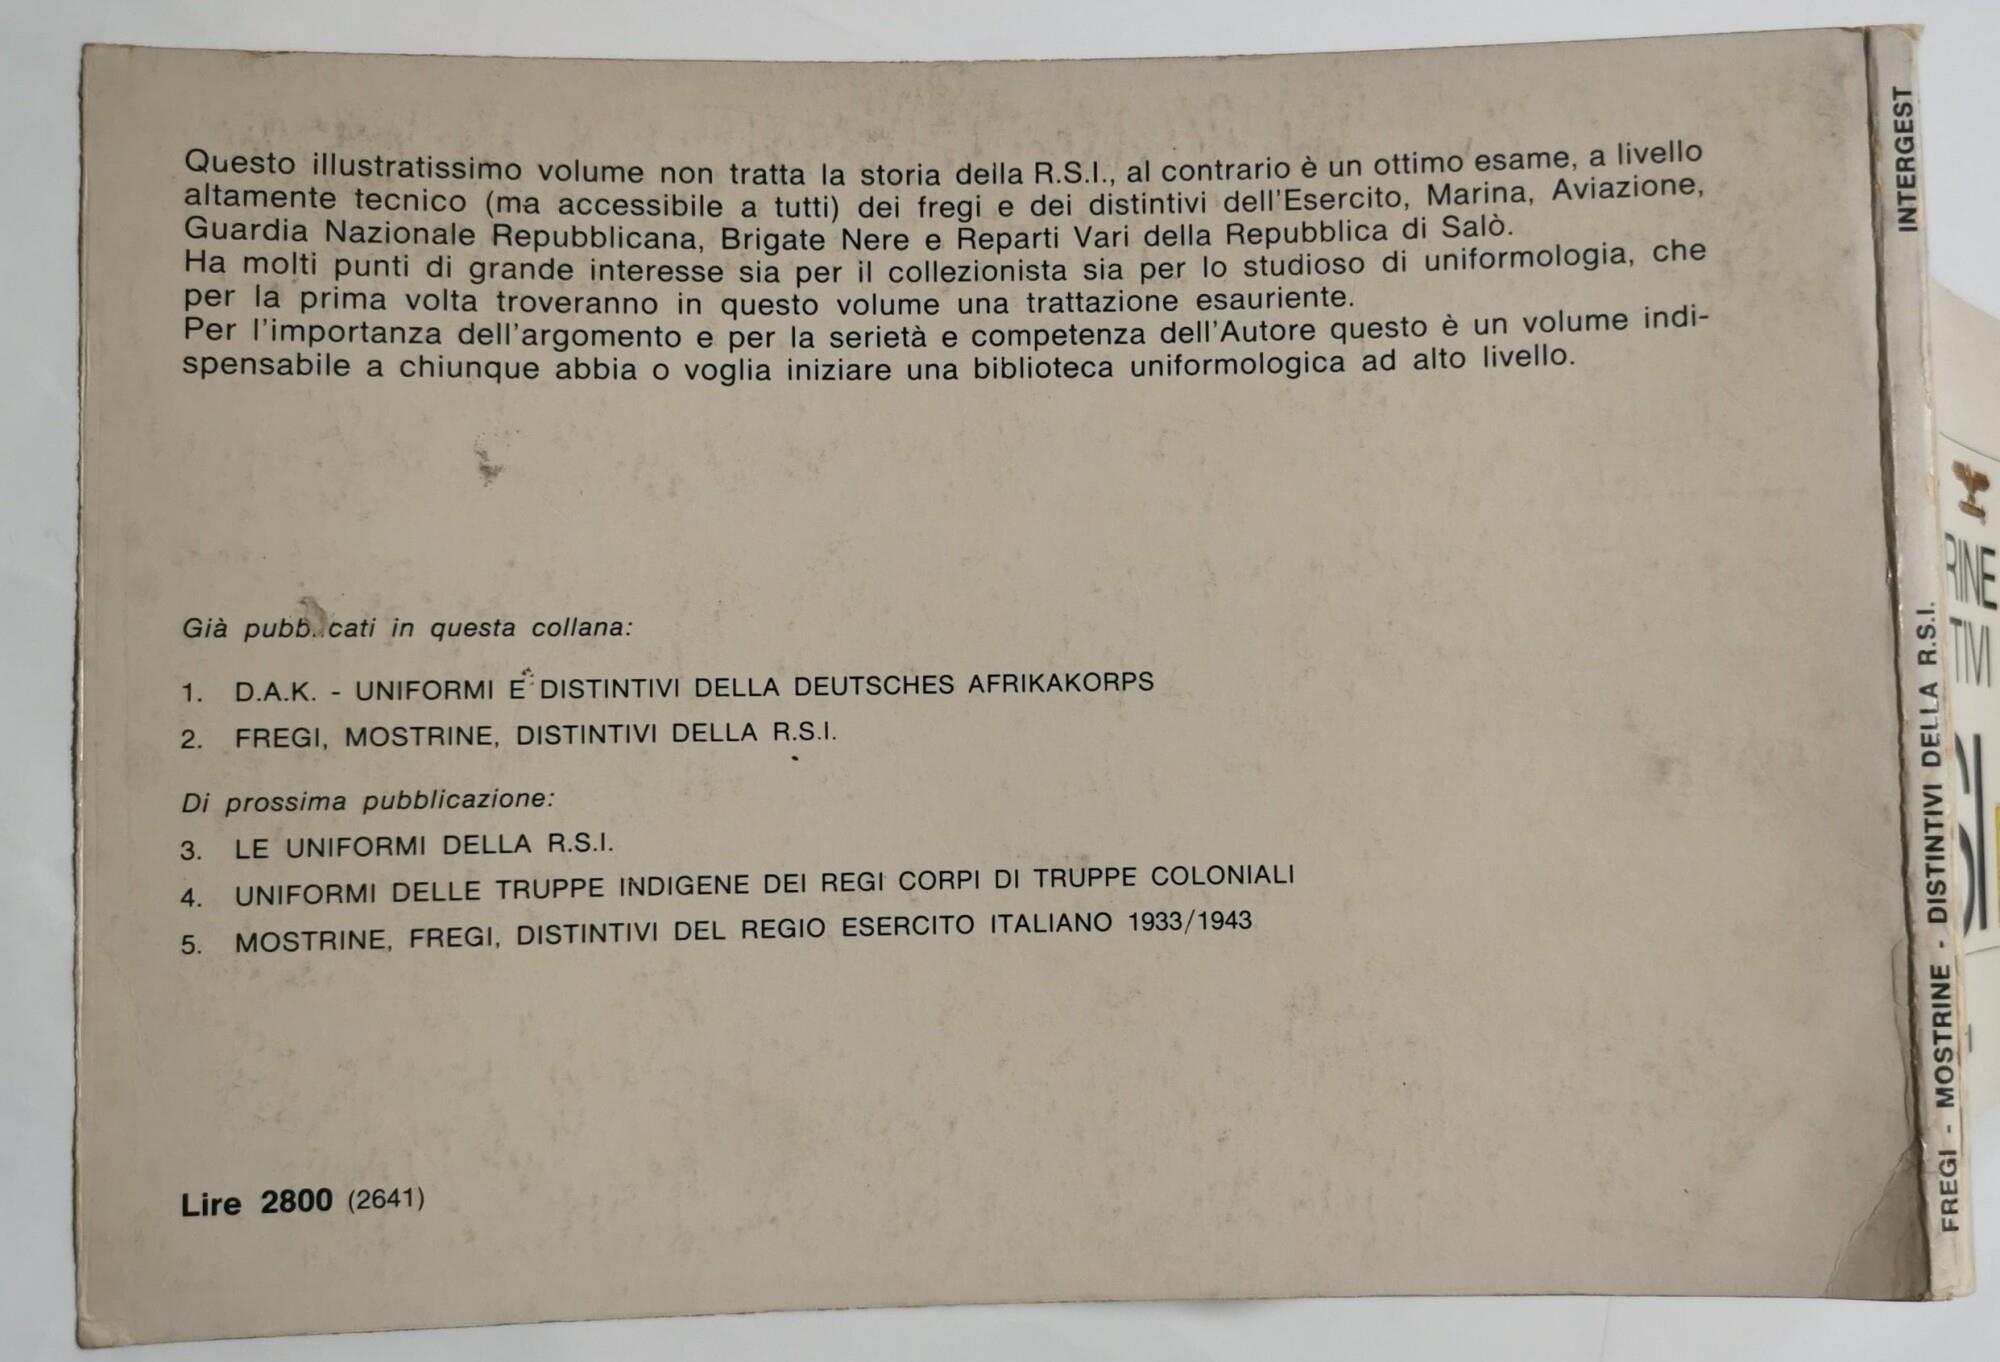 Questo illustratissimo volume non tratta la storia della R.S.I., al contrario è un ottimo esame, a livello
altamente tecnico (ma accessibile a tutti) dei fregi e dei distintivi dell'Esercito, Marina, Aviazione,
Guardia Nazionale Repubblicana, Brigate Nere e Reparti Vari della Repubblica di Salò.
Ha molti punti di grande interesse sia per il collezionista sia per lo studioso di uniformologia, che
per la prima volta troveranno in questo volume una trattazione esauriente.
Per l'importanza dell'argomento e per la serietà e competenza dell'Autore questo è un volume indi-
spensabile a chiunque abbia o voglia iniziare una biblioteca uniformologica ad alto livello.
Già pubblicati in questa collana:
1. D.A.K. - UNIFORMI E DISTINTIVI DELLA DEUTSCHES AFRIKAKORPS
2. FREGI, MOSTRINE, DISTINTIVI DELLA R.S.I.
Di prossima pubblicazione:
3. LE UNIFORMI DELLA R.S.I.
4. UNIFORMI DELLE TRUPPE INDIGENE DEI REGI CORPI DI TRUPPE COLONIALI
5. MOSTRINE, FREGI, DISTINTIVI DEL REGIO ESERCITO ITALIANO 1933/1943
Lire 2800 (2641)
FREGI - MOSTRINE - DISTINTIVI DELLA R.S.I.
INTERGEST
RINE
TIVI